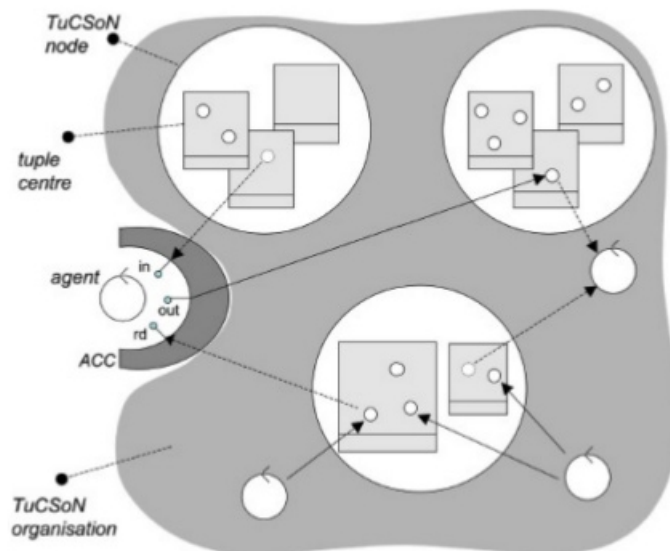 TuCSoN
node
tuple
centre
agent
in
out
rd
ACC
TuCSoN
organisation